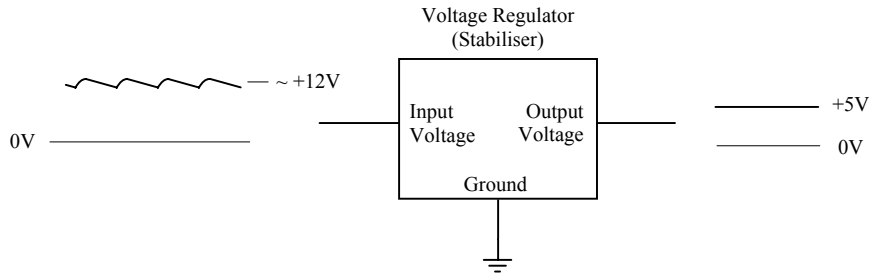 Voltage Regulator
(Stabiliser)
~ +12V
0V
Input
Voltage
Output
Voltage
Ground
+5V
0V